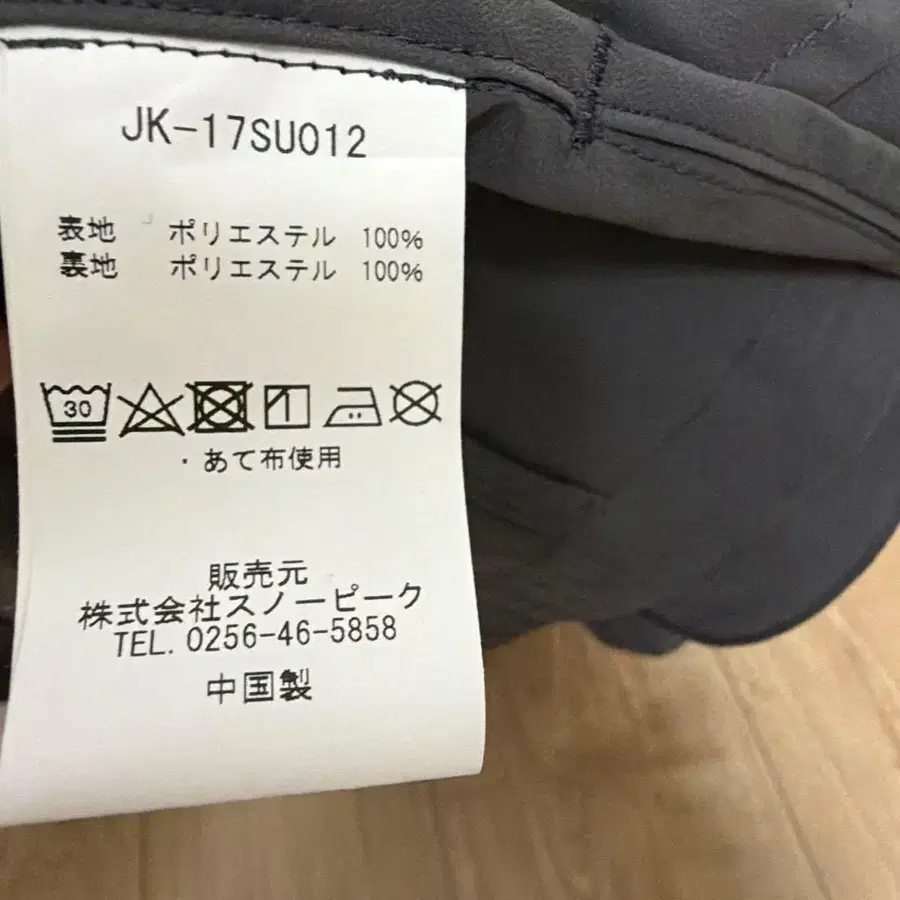 JK-17SU012
表地 ポリエステル 100%
裏地 ポリエステル 100%
30
・あて布使用
販売元
株式会社スノーピーク
TEL. 0256-46-5858
中国製